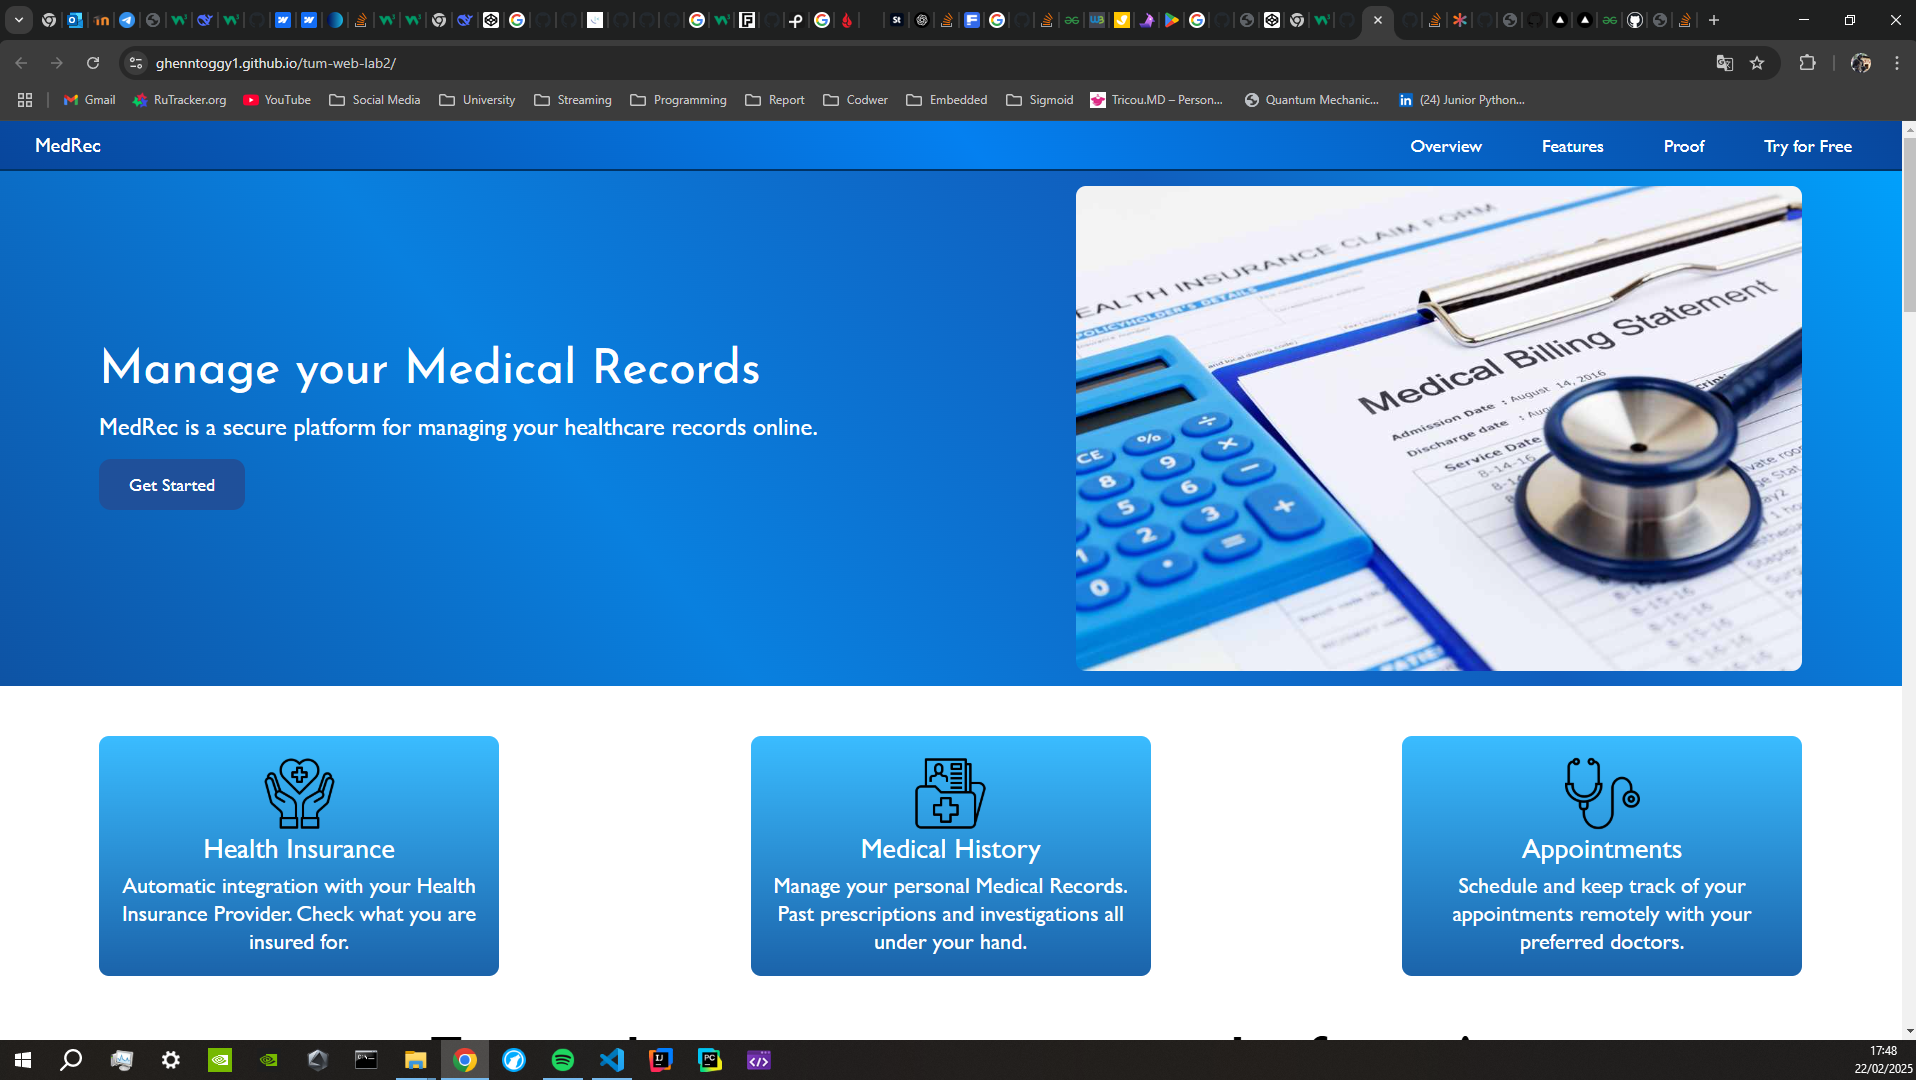 ghenntoggy1.github.io/tum-web-lab2/
Gmail
RuTracker.org
YouTube
Social Media
University
Streaming
Programming
Report
Codwer
Embedded
Sigmoid
Tricou.MD – Person...
Quantum Mechanic...
(24) Junior Python...
MedRec
Overview
Features
Proof
Try for Free
Manage your Medical Records
MedRec is a secure platform for managing your healthcare records online.
Get Started
EALTH INSURANCE CLAIM FORM
POLICYHOLDER'S DETAILS
Medical Billing Statement
Admission Date : August 14, 2016
Discharge date :
Service Date
8-14-16
CE
%
÷
8
9
×
5
6
−
2
3
+
1
0
•
=
Health Insurance
Automatic integration with your Health
Insurance Provider. Check what you are
insured for.
Medical History
Manage your personal Medical Records.
Past prescriptions and investigations all
under your hand.
Appointments
Schedule and keep track of your
appointments remotely with your
preferred doctors.
17:48
22/02/2025